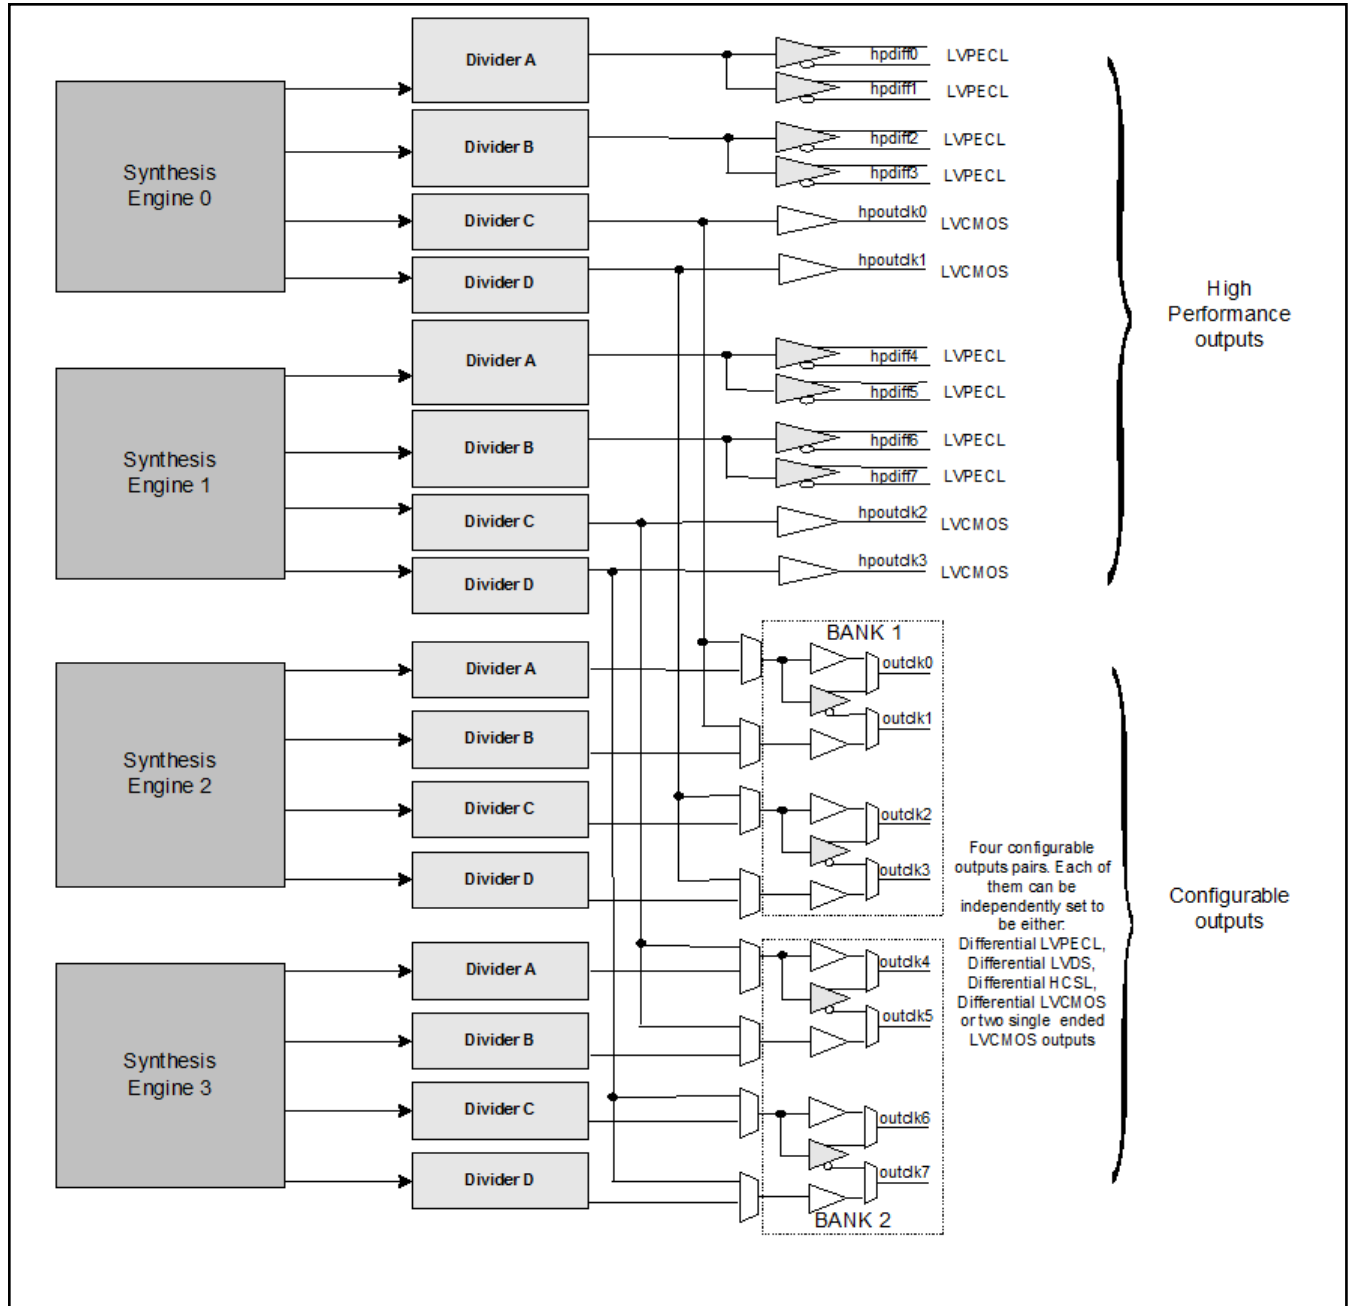 Synthesis
Engine 0
Divider A
Divider B
Divider C
Divider D
hpdiff0 LVPECL
hpdiff1 LVPECL
hpdiff2 LVPECL
hpdiff3 LVPECL
hpoutclk0 LVCMOS
hpoutclk1 LVCMOS
Synthesis
Engine 1
Divider A
Divider B
Divider C
Divider D
hpdiff4 LVPECL
hpdiff5 LVPECL
hpdiff6 LVPECL
hpdiff7 LVPECL
hpoutclk2 LVCMOS
hpoutclk3 LVCMOS
High
Performance
outputs
Synthesis
Engine 2
Divider A
Divider B
Divider C
Divider D
BANK 1
outclk0
outclk1
outclk2
outclk3
Synthesis
Engine 3
Divider A
Divider B
Divider C
Divider D
outclk4
outclk5
outclk6
outclk7
BANK 2
Four configurable
outputs pairs. Each of
them can be
independently set to
be either:
Differential LVPECL,
Differential LVDS,
Differential HCSL,
Differential LVCMOS
or two single ended
LVCMOS outputs
Configurable
outputs